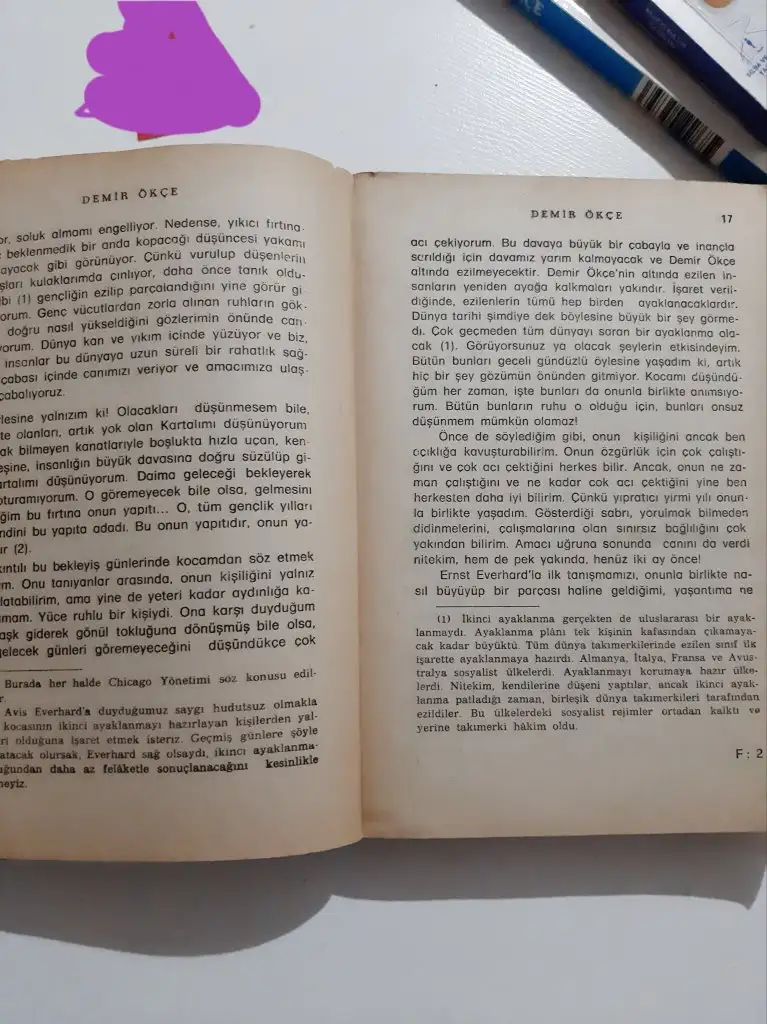 DEMİR ÖKÇE
soluk almamı engelliyor. Nedense, yıkıcı fırtına-
beklenmedik bir anda kopacağı düşüncesi yakamı
gibi görünüyor. Çünkü vurulup düşenlerin
kulaklarımda çınlıyor, daha önce tanık oldu-
(1) gençliğin ezilip parçalandığını yine görür gi-
Genç vücutlardan zorla alınan ruhların gök-
doğru nasıl yükseldiğini gözlerimin önünde can-
Dünya kan ve yıkım içinde yüzüyor ve biz,
insanlar bu dünyaya uzun süreli bir rahatlık sağ-
çabası içinde canımızı veriyor ve amacımıza ulaş-
yalnızım ki! Olacakları düşünmesem bile,
olanları, artık yok olan Kartalımı düşünüyorum
bilmeyen kanatlarıyle boşlukta hızla uçan, ken-
insanlığın büyük davasına doğru süzülüp gi-
düşünüyorum. Daima geleceği bekleyerek
O göremeyecek bile olsa, gelmesini
bu fırtına onun yapıtı... O, tüm gençlik yılları
bu yapıta adadı. Bu onun yapıtıdır, onun ya-
(2).
bu bekleyiş günlerinde kocamdan söz etmek
Onu tanıyanlar arasında, onun kişiliğini yalnız
ama yine de yeteri kadar aydınlığa ka-
Yüce ruhlu bir kişiydi. Ona karşı duyduğum
aşk giderek gönül tokluğuna dönüşmüş bile olsa,
günleri göremeyeceğini düşündükçe çok
Burada her halde Chicago Yönetimi söz konusu edil-
Avis Everhard'a duyduğumuz saygı hudutsuz olmakla
kocasının ikinci ayaklanmayı hazırlayan kişilerden yal-
olduğuna işaret etmek isteriz. Geçmiş günlere şöyle
olursak, Everhard sağ olsaydı, ikinci ayaklanma-
daha az felâketle sonuçlanacağını kesinlikle
DEMİR ÖKÇE 17
acı çekiyorum. Bu davaya büyük bir çabayla ve inançla
sarıldığı için davamız yarım kalmayacak ve Demir Ökçe
altında ezilmeyecektir. Demir Ökçe'nin altında ezilen in-
sanların yeniden ayağa kalkmaları yakındır. İşaret veril-
diğinde, ezilenlerin tümü hep birden ayaklanacaklardır.
Dünya tarihi şimdiye dek böylesine büyük bir şey görme-
di. Çok geçmeden tüm dünyayı saran bir ayaklanma ola-
cak (1). Görüyorsunuz ya olacak şeylerin etkisindeyim.
Bütün bunları geceli gündüzlü öylesine yaşadım ki, artık
hiç bir şey gözümün önünden gitmiyor. Kocamı düşündü-
ğüm her zaman, işte bunları da onunla birlikte anımsıyo-
rum. Bütün bunların ruhu o olduğu için, bunları onsuz
düşünmem mümkün olamaz!
Önce de söylediğim gibi, onun kişiliğini ancak ben
açıklığa kavuşturabilirim. Onun özgürlük için çok çalıştı-
ğını ve çok acı çektiğini herkes bilir. Ancak, onun ne za-
man çalıştığını ve ne kadar cok acı çektiğini yine ben
herkesten daha iyi bilirim. Çünkü yıpratıcı yirmi yılı onun-
la birlikte yaşadım. Gösterdiği sabrı, yorulmak bilmeden
didinmelerini, çalışmalarına olan sınırsız bağlılığını çok
yakından bilirim. Amacı uğruna sonunda canını da verdi
nitekim, hem de pek yakında, henüz iki ay önce!
Ernst Everhard'la ilk tanışmamızı, onunla birlikte na-
sıl büyüyüp bir parçası haline geldiğimi, yaşantıma ne
(1) İkinci ayaklanma gerçekten de uluslararası bir ayak-
lanmaydı. Ayaklanma plânı tek kişinin kafasından çıkamaya-
cak kadar büyüktü. Tüm dünya takımerkilerinde ezilen sınıf ilk
işarette ayaklanmaya hazırdı. Almanya, İtalya, Fransa ve Avus-
tralya sosyalist ülkelerdi. Ayaklanmayı korumaya hazır ülke-
lerdi. Nitekim, kendilerine düşeni yaptılar, ancak ikinci ayak-
lanma patladığı zaman, birleşik dünya takımerkileri tarafından
ezildiler. Bu ülkelerdeki sosyalist rejimler ortadan kalktı ve
yerine takımerki hâkim oldu.
F: 2